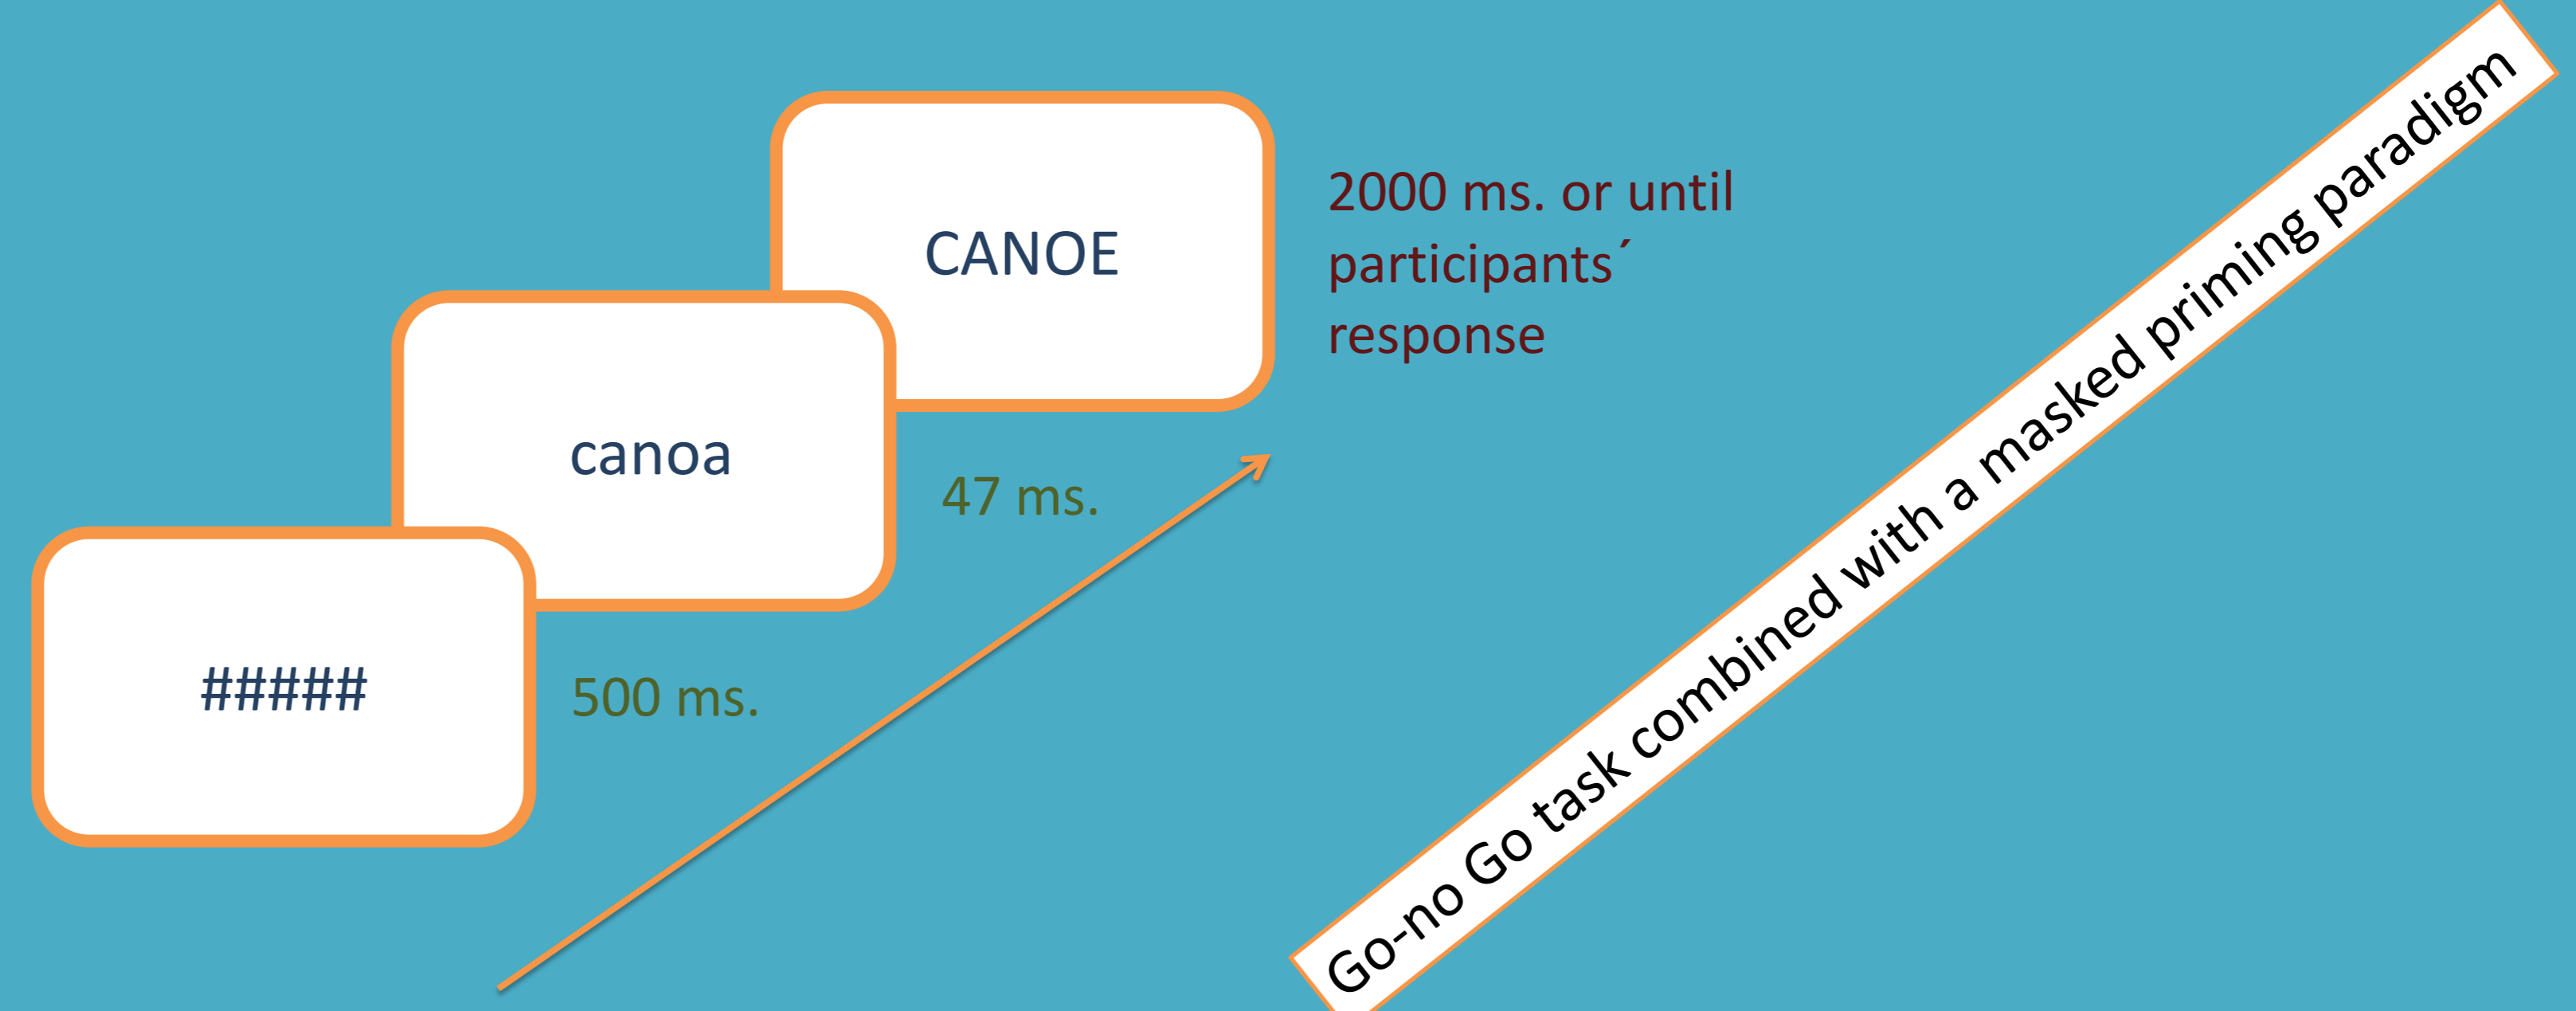 CANOE
2000 ms. or until
participants´
response
canoa
47 ms.
#####
500 ms.
Go-no Go task combined with a masked priming paradigm